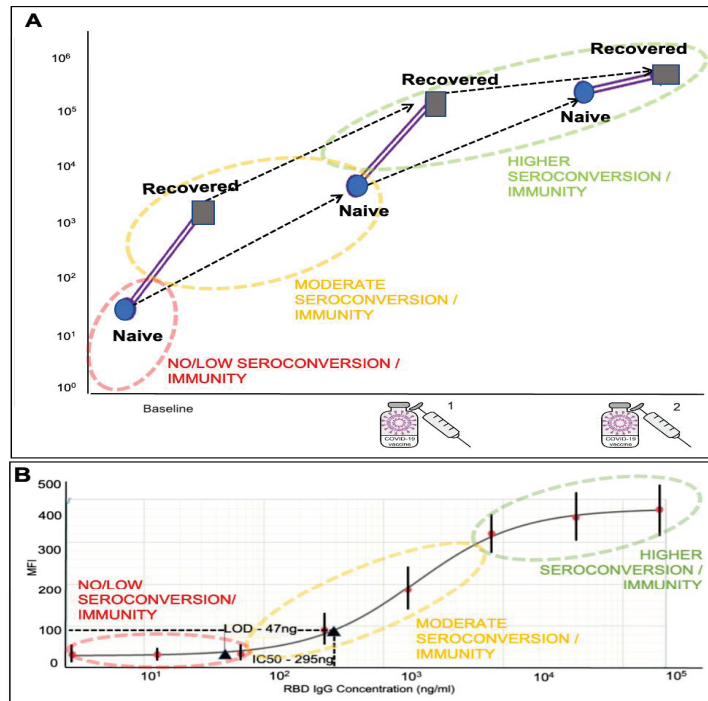 A
10⁶
10⁵
10⁴
10³
10²
10¹
10⁰
Recovered
Recovered
Recovered
Naive
Naive
Naive
HIGHER
SEROCONVERSION /
IMMUNITY
MODERATE
SEROCONVERSION /
IMMUNITY
NO/LOW SEROCONVERSION /
IMMUNITY
Baseline
1
2
COVID-19
vaccine
COVID-19
vaccine
B
500
400
300
200
100
0
MFI
NO/LOW
SEROCONVERSION/
IMMUNITY
HIGHER
SEROCONVERSION /
IMMUNITY
MODERATE
SEROCONVERSION /
IMMUNITY
LOD - 47ng
IC50 - 295ng
10¹
10²
10³
10⁴
10⁵
RBD IgG Concentration (ng/ml)